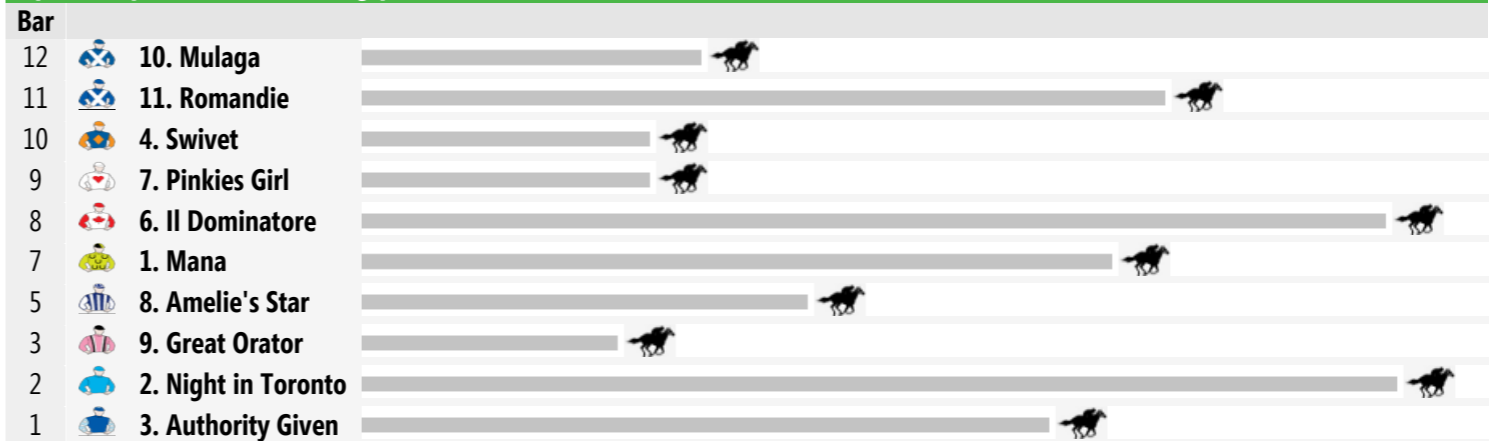 Bar
12 10. Mulaga
11 11. Romandie
10 4. Swivet
9 7. Pinkies Girl
8 6. Il Dominatore
7 1. Mana
5 8. Amelie's Star
3 9. Great Orator
2 2. Night in Toronto
1 3. Authority Given